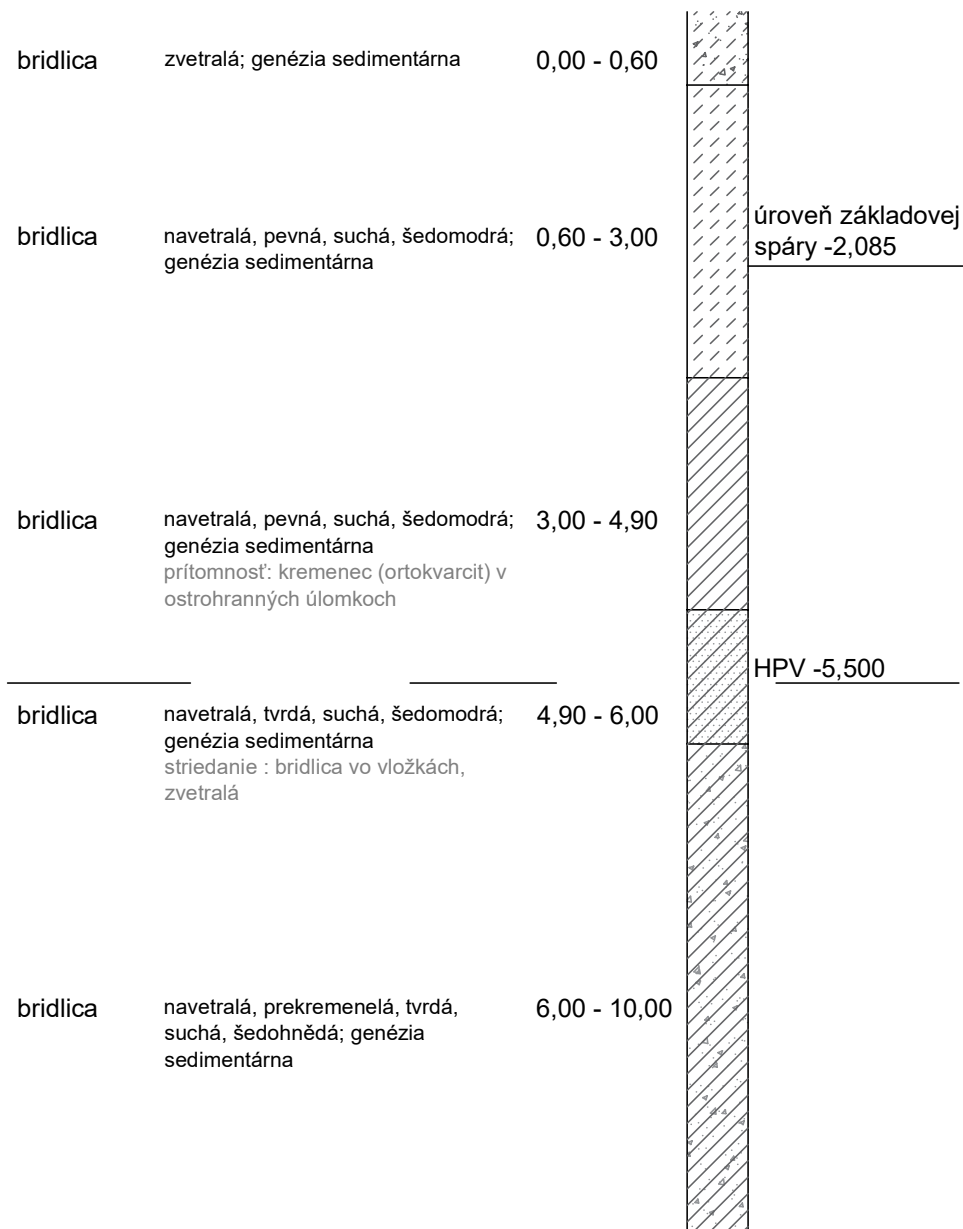 bridlica
zvetralá; genézia sedimentárna
0,00 - 0,60
bridlica
navetralá, pevná, suchá, šedomodrá;
genézia sedimentárna
0,60 - 3,00
úroveň základovej
spáry -2,085
bridlica
navetralá, pevná, suchá, šedomodrá;
genézia sedimentárna
prítomnosť: kremenec (ortokvarcit) v
ostrohranných úlomkoch
3,00 - 4,90
HPV -5,500
bridlica
navetralá, tvrdá, suchá, šedomodrá;
genézia sedimentárna
striedanie : bridlica vo vložkách,
zvetralá
4,90 - 6,00
bridlica
navetralá, prekremenelá, tvrdá,
suchá, šedohnědá; genézia
sedimentárna
6,00 - 10,00